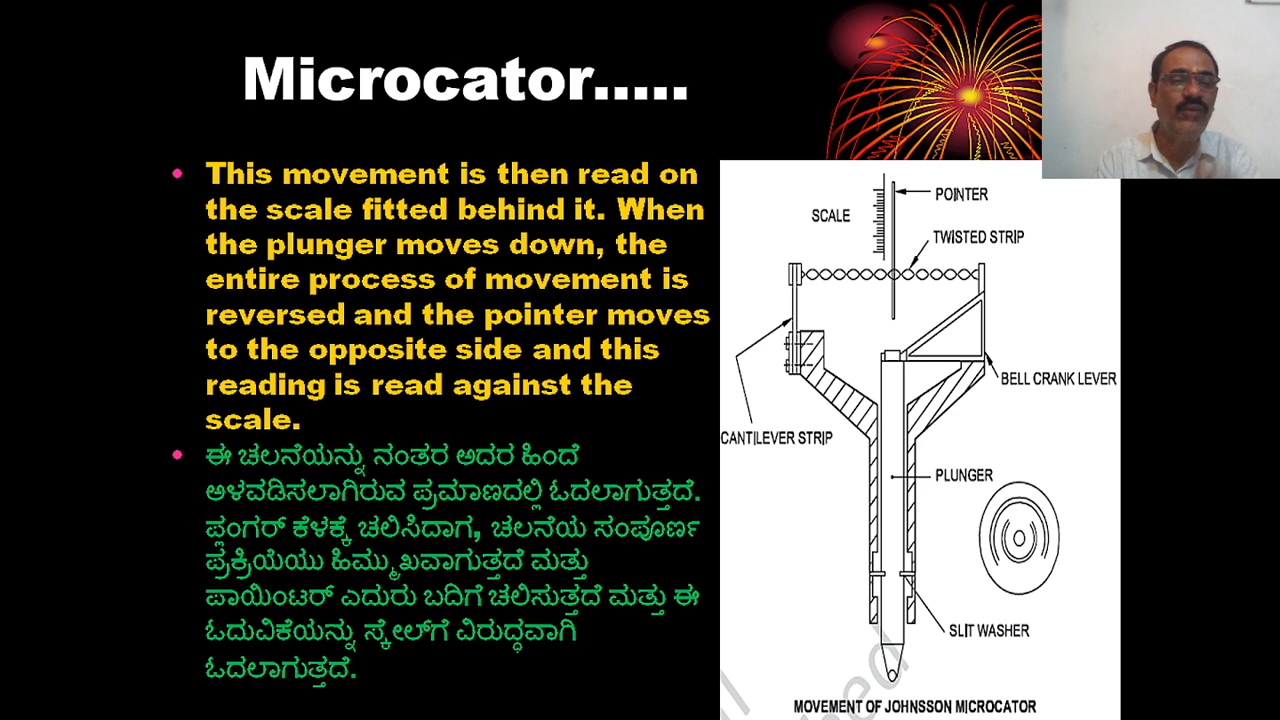 Microcator.....
• This movement is then read on
the scale fitted behind it. When
the plunger moves down, the
entire process of movement is
reversed and the pointer moves
to the opposite side and this
reading is read against the
scale.
• ಈ ಚಲನೆಯನ್ನು ನಂತರ ಅದರ ಹಿಂದೆ
ಅಳವಡಿಸಲಾಗಿರುವ ಪ್ರಮಾಣದಲ್ಲಿ ಓದಲಾಗುತ್ತದೆ.
ಪ್ಲಂಗರ್ ಕೆಳಕ್ಕೆ ಚಲಿಸಿದಾಗ, ಚಲನೆಯ ಸಂಪೂರ್ಣ
ಪ್ರಕ್ರಿಯೆಯು ಹಿಮ್ಮುಖವಾಗುತ್ತದೆ ಮತ್ತು
ಪಾಯಿಂಟರ್ ಎದುರು ಬದಿಗೆ ಚಲಿಸುತ್ತದೆ ಮತ್ತು ಈ
ಓದುವಿಕೆಯನ್ನು ಸ್ಕೇಲ್‌ಗೆ ವಿರುದ್ಧವಾಗಿ
ಓದಲಾಗುತ್ತದೆ.
POINTER
SCALE
TWISTED STRIP
BELL CRANK LEVER
CANTILEVER STRIP
PLUNGER
SLIT WASHER
MOVEMENT OF JOHNSSON MICROCATOR